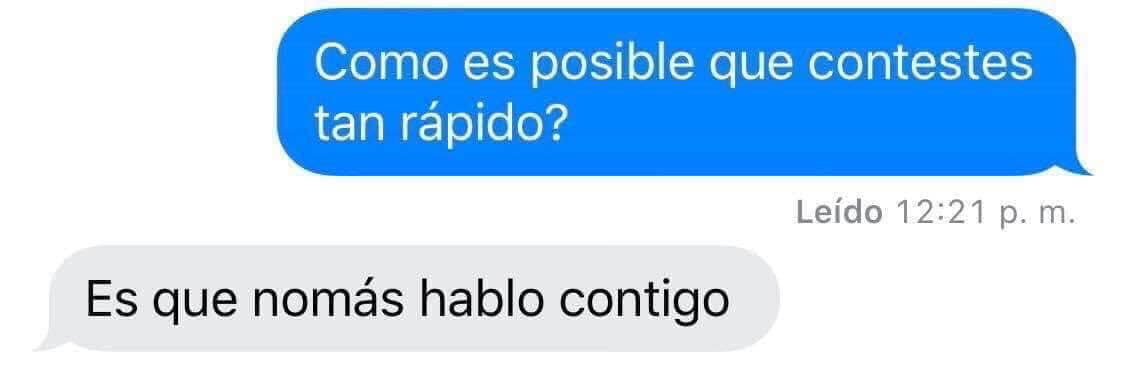 Como es posible que contestes
tan rápido?
Leído 12:21 p. m.
Es que nomás hablo contigo